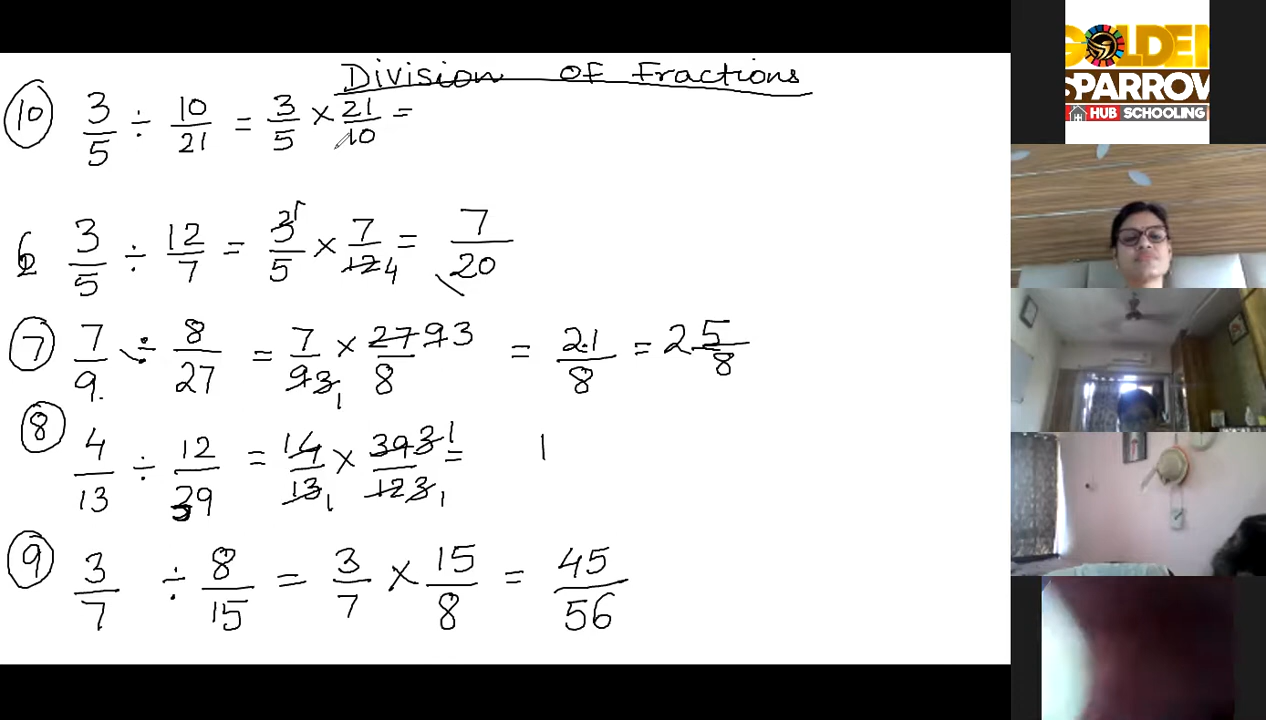 Division of Fractions
10 3/5 ÷ 10/21 = 3/5 × 21/10 =
6 3/5 ÷ 12/7 = 3 1/5 × 7/12 4 = 7/20
7 7/9 ÷ 8/27 = 7/9 3 1 × 27 9 3/8 = 21/8 = 2 5/8
8 4/13 ÷ 12/39 = 1 4/13 1 × 39 3 1/12 3 1 = 1
9 3/7 ÷ 8/15 = 3/7 × 15/8 = 45/56
GOLDEN
SPARROW
HUB SCHOOLING